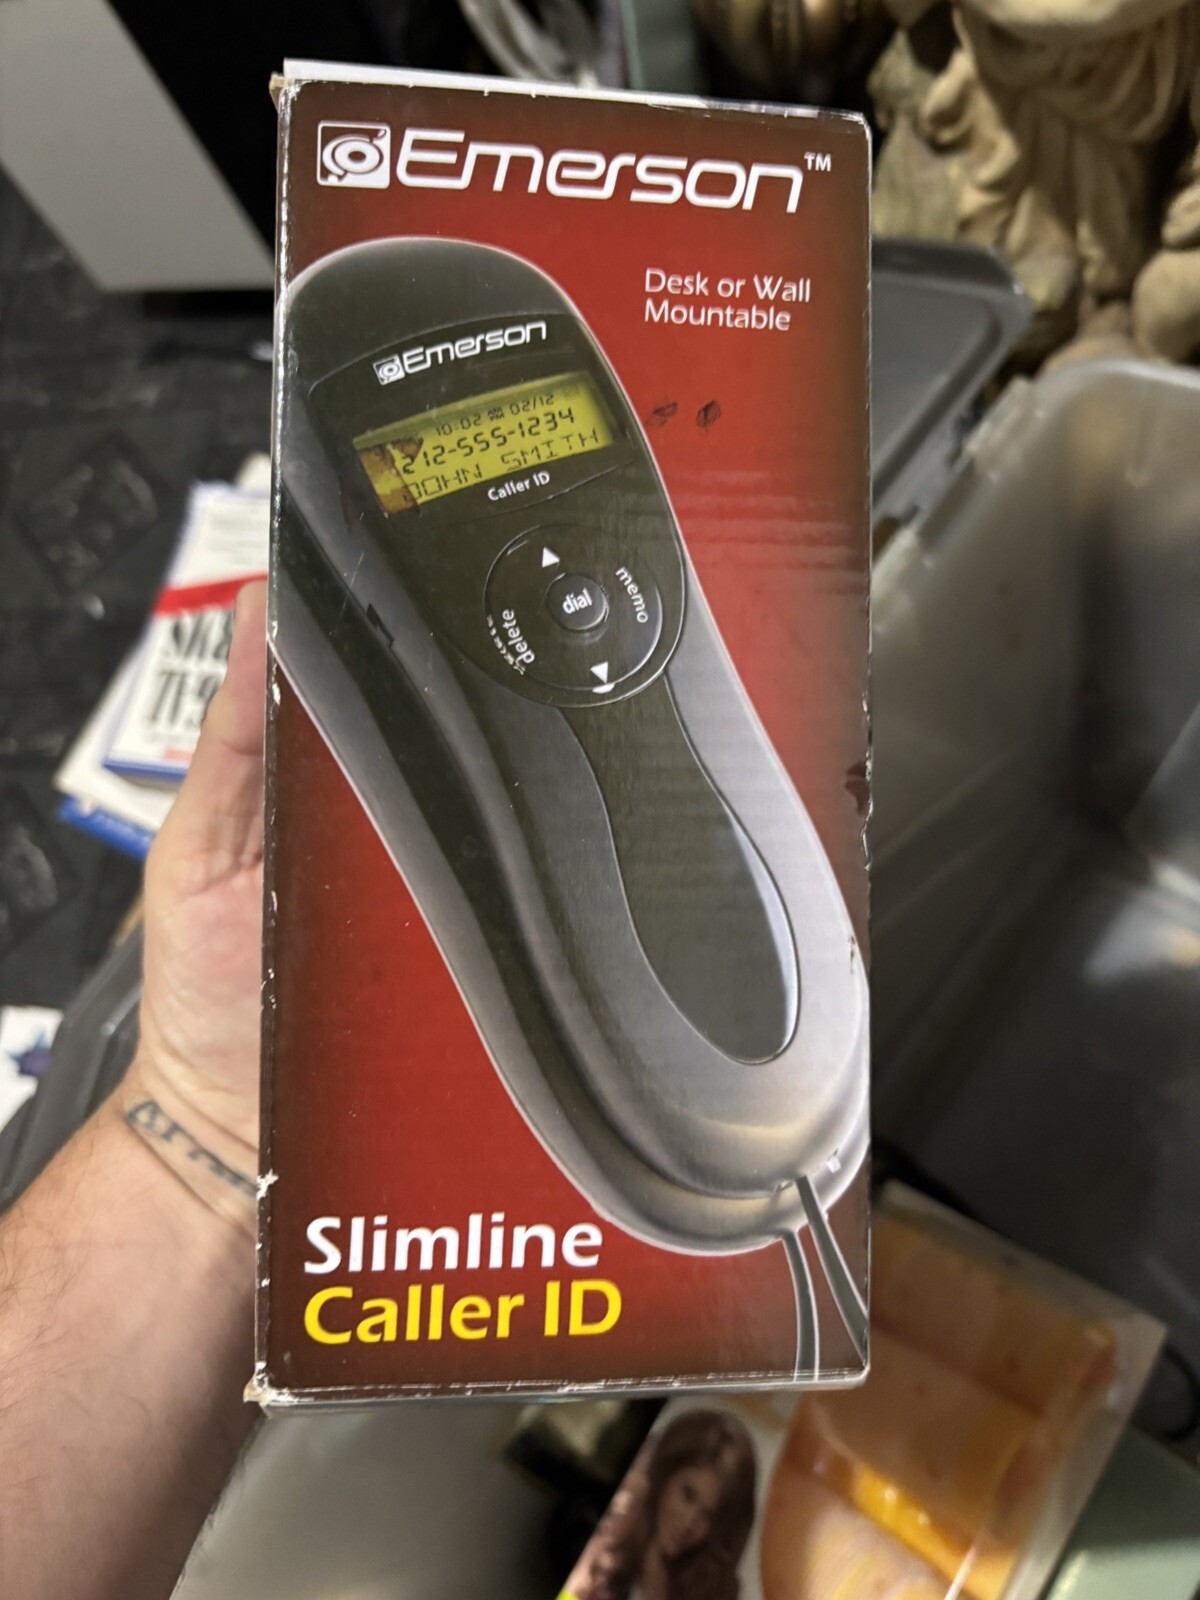 Emerson™
Desk or Wall
Mountable
Emerson
10:02 AM 02/12
212-555-1234
JOHN SMITH
Caller ID
memo
dial
delete
Slimline
Caller ID